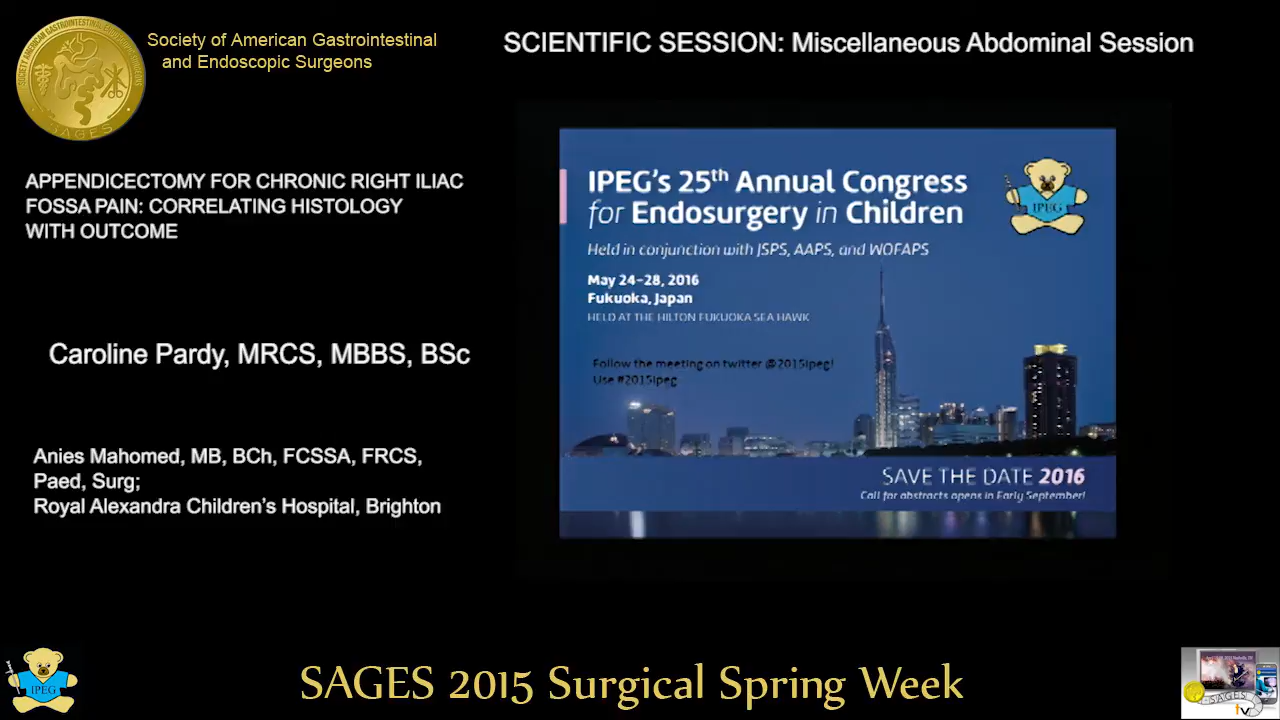 Society of American Gastrointestinal
and Endoscopic Surgeons
SAGES
SCIENTIFIC SESSION: Miscellaneous Abdominal Session
APPENDICECTOMY FOR CHRONIC RIGHT ILIAC
FOSSA PAIN: CORRELATING HISTOLOGY
WITH OUTCOME
Caroline Pardy, MRCS, MBBS, BSc
Anies Mahomed, MB, BCh, FCSSA, FRCS,
Paed, Surg;
Royal Alexandra Children's Hospital, Brighton
IPEG's 25th Annual Congress
for Endosurgery in Children
IPEG
Held in conjunction with JSPS, AAPS, and WOFAPS
May 24-28, 2016
Fukuoka, Japan
HELD AT THE HILTON FUKUOKA SEA HAWK
Follow the meeting on twitter @2015ipeg!
Use #2015ipeg
SAVE THE DATE 2016
Call for abstracts opens in Early September!
IPEG
SAGES 2015 Surgical Spring Week
SAGES
tv